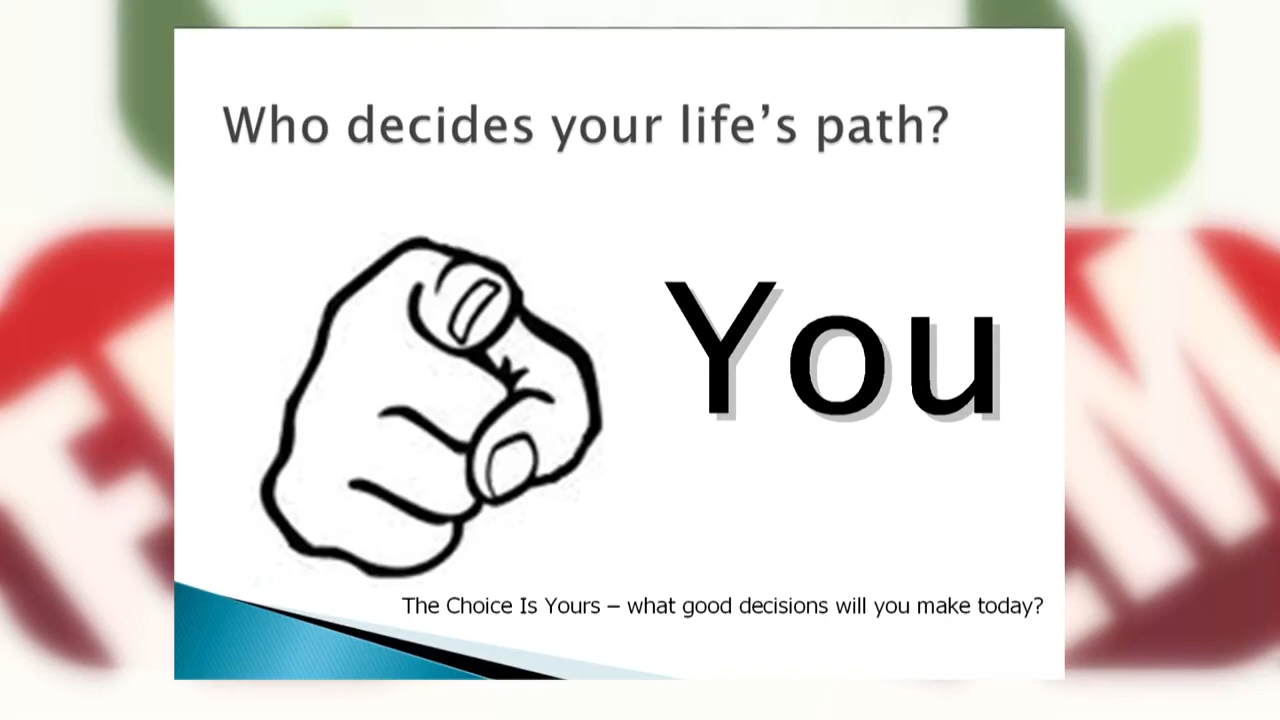 Who decides your life’s path?
You
The Choice Is Yours – what good decisions will you make today?